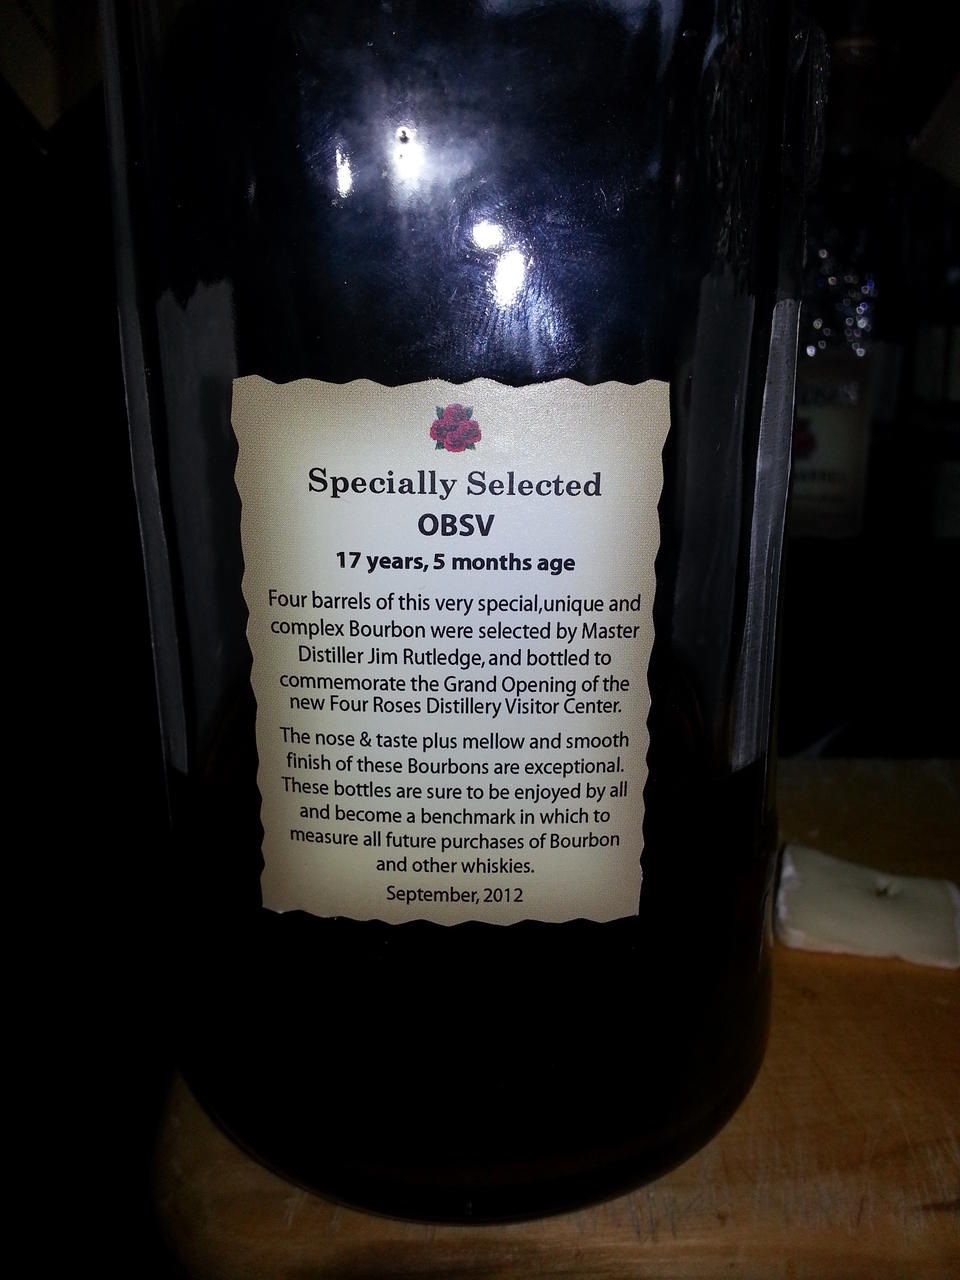 Specially Selected
OBSV
17 years, 5 months age
Four barrels of this very special,unique and
complex Bourbon were selected by Master
Distiller Jim Rutledge, and bottled to
commemorate the Grand Opening of the
new Four Roses Distillery Visitor Center.
The nose & taste plus mellow and smooth
finish of these Bourbons are exceptional.
These bottles are sure to be enjoyed by all
and become a benchmark in which to
measure all future purchases of Bourbon
and other whiskies.
September, 2012